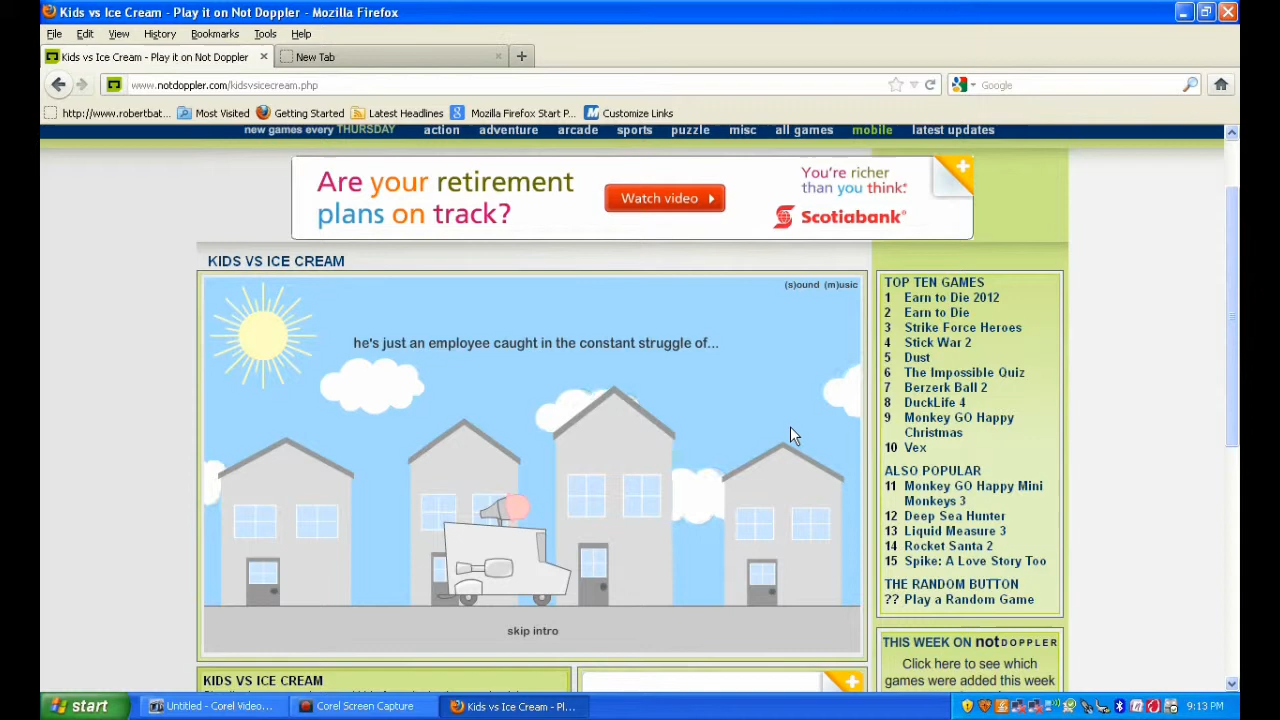 Kids vs Ice Cream - Play it on Not Doppler - Mozilla Firefox
File Edit View History Bookmarks Tools Help
Kids vs Ice Cream - Play it on Not Doppler × New Tab × +
www.notdoppler.com/kidsvsicecream.php Google
http://www.robertbat... Most Visited Getting Started Latest Headlines Mozilla Firefox Start P... Customize Links
new games every THURSDAY action adventure arcade sports puzzle misc all games mobile latest updates
Are your retirement
plans on track?
Watch video
You're richer
than you think.
Scotiabank
KIDS VS ICE CREAM
(s)ound (m)usic
he's just an employee caught in the constant struggle of...
skip intro
TOP TEN GAMES
1 Earn to Die 2012
2 Earn to Die
3 Strike Force Heroes
4 Stick War 2
5 Dust
6 The Impossible Quiz
7 Berzerk Ball 2
8 DuckLife 4
9 Monkey GO Happy
Christmas
10 Vex
ALSO POPULAR
11 Monkey GO Happy Mini
Monkeys 3
12 Deep Sea Hunter
13 Liquid Measure 3
14 Rocket Santa 2
15 Spike: A Love Story Too
THE RANDOM BUTTON
?? Play a Random Game
THIS WEEK ON notDOPPLER
Click here to see which
games were added this week
KIDS VS ICE CREAM
start Untitled - Corel Video... Corel Screen Capture Kids vs Ice Cream - Pl... 9:13 PM